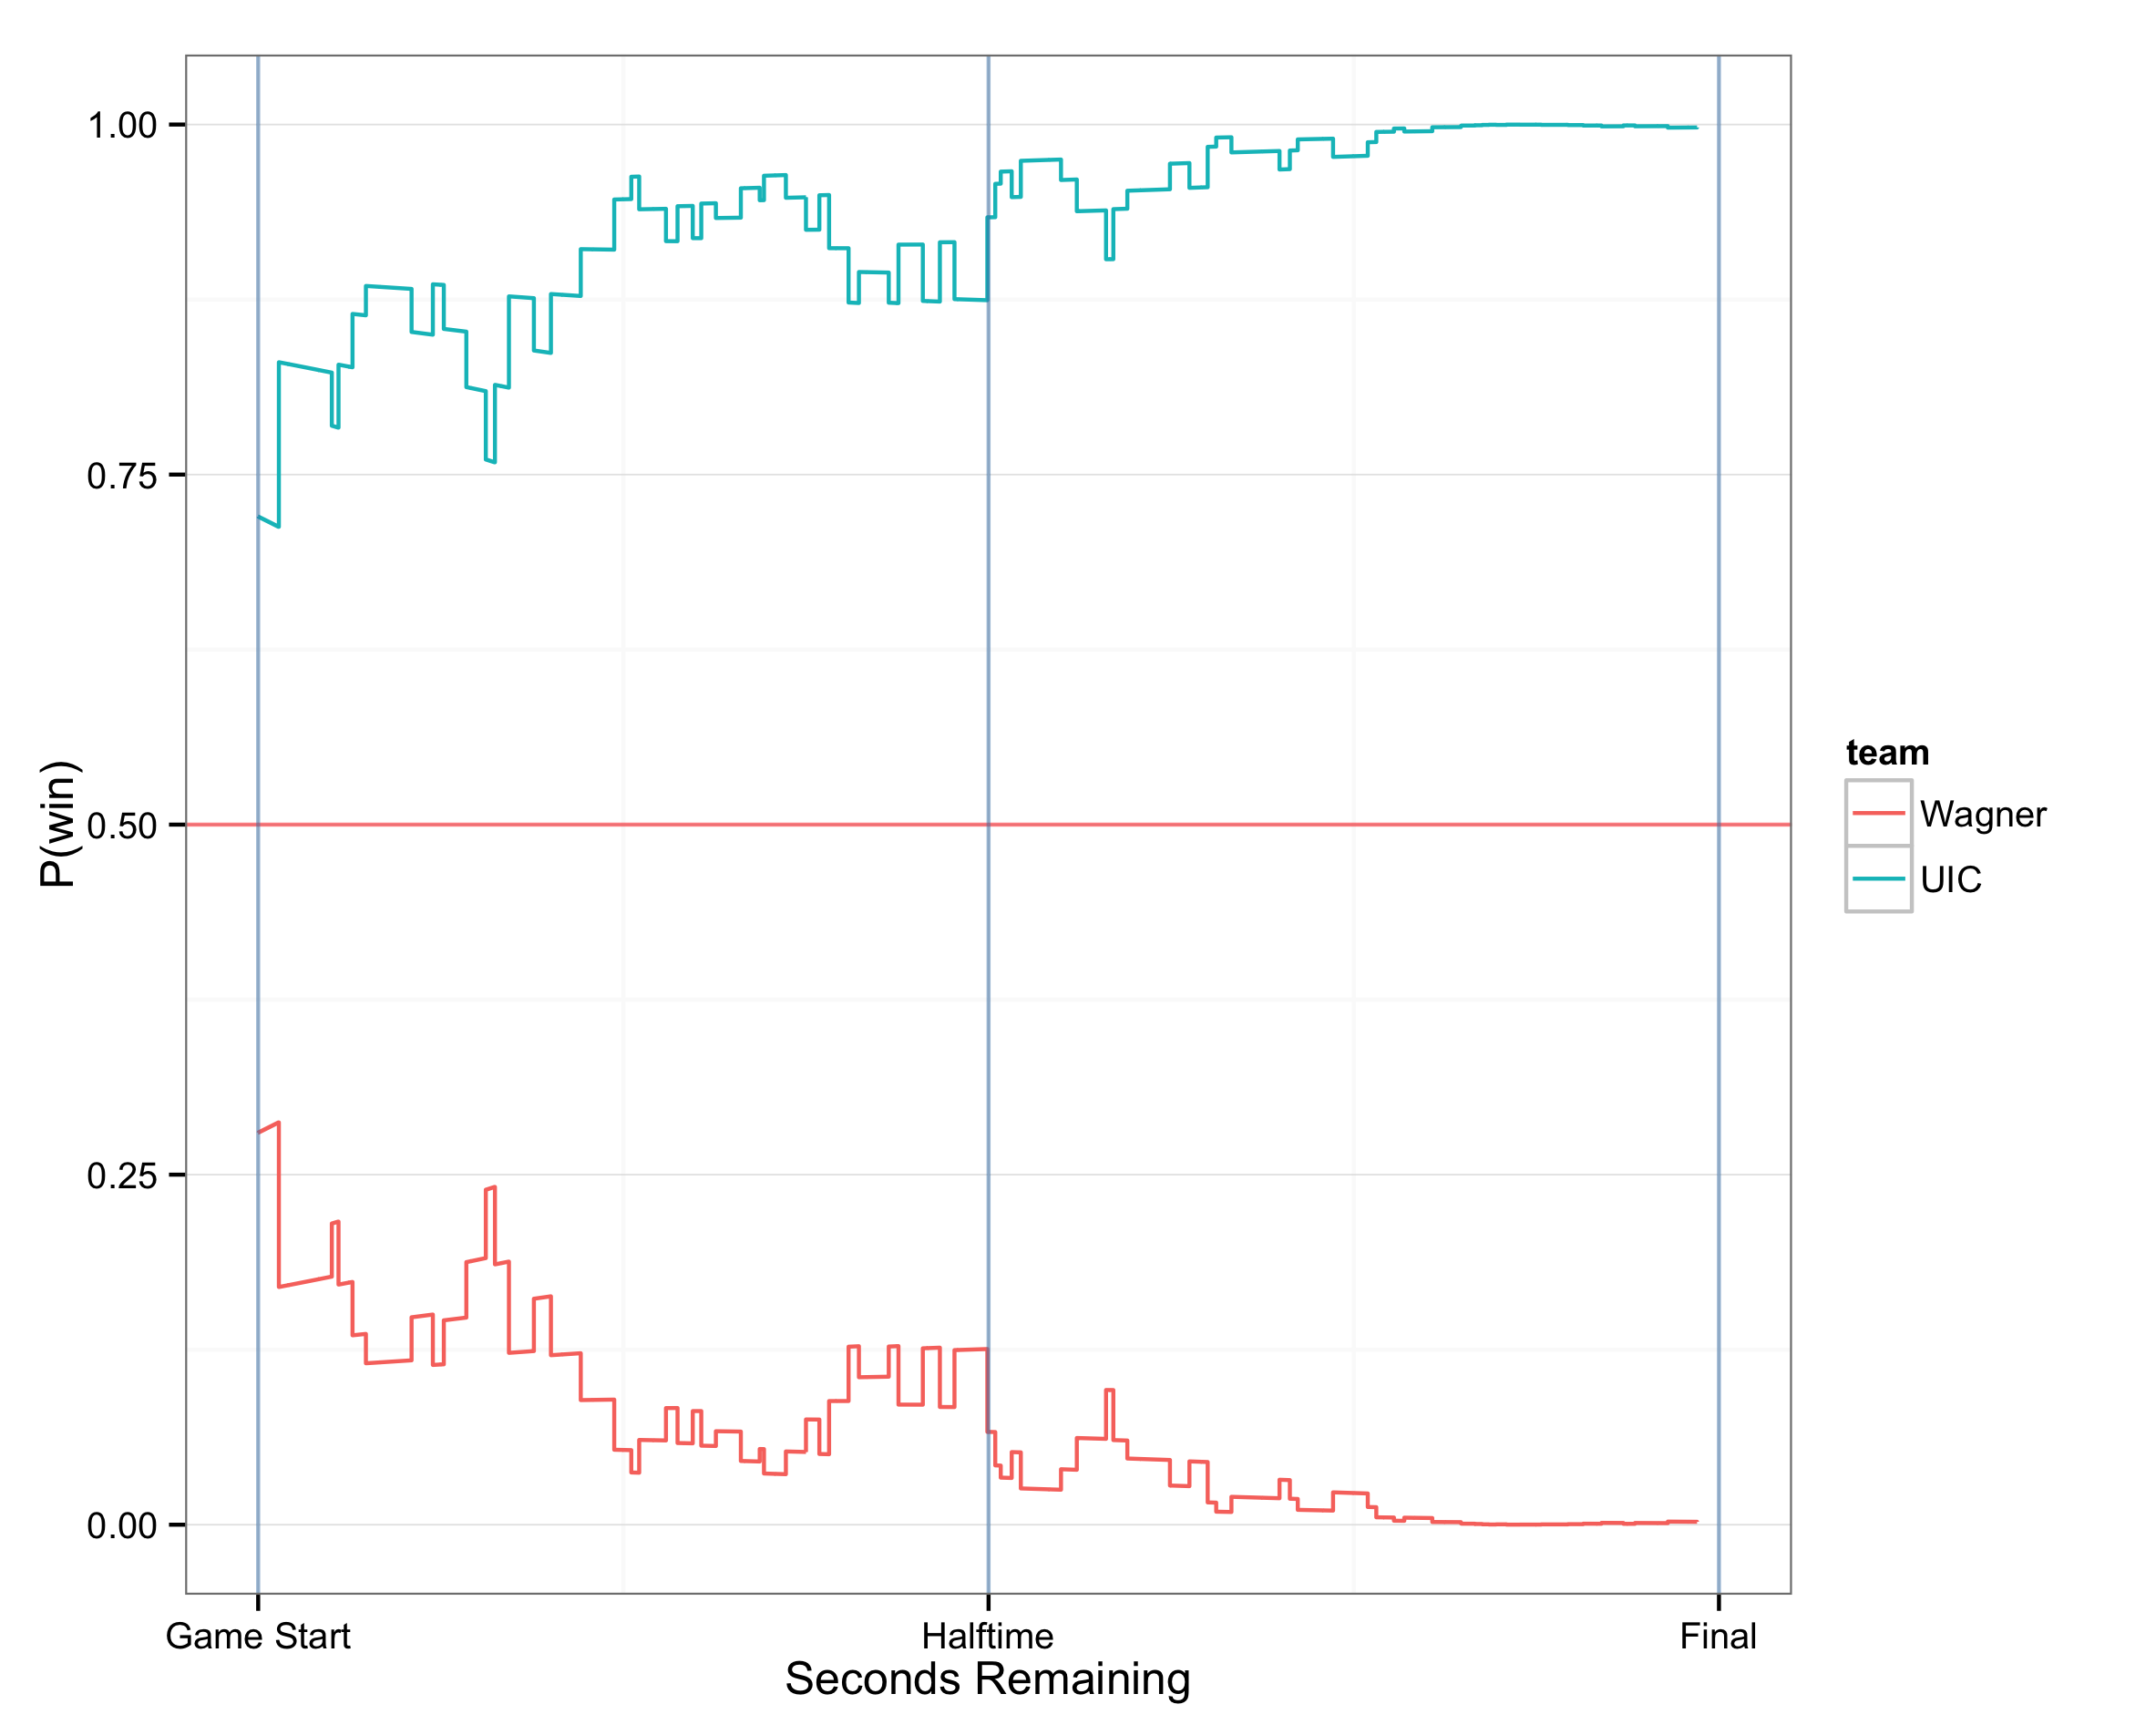 1.00
0.75
0.50
0.25
0.00
P(win)
Game Start
Halftime
Final
Seconds Remaining
team
Wagner
UIC